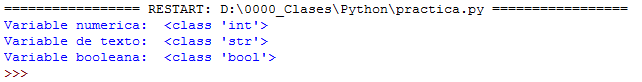 ================ RESTART: D:\0000_Clases\Python\practica.py =================
Variable numerica:  <class 'int'>
Variable de texto:  <class 'str'>
Variable booleana:  <class 'bool'>
>>>